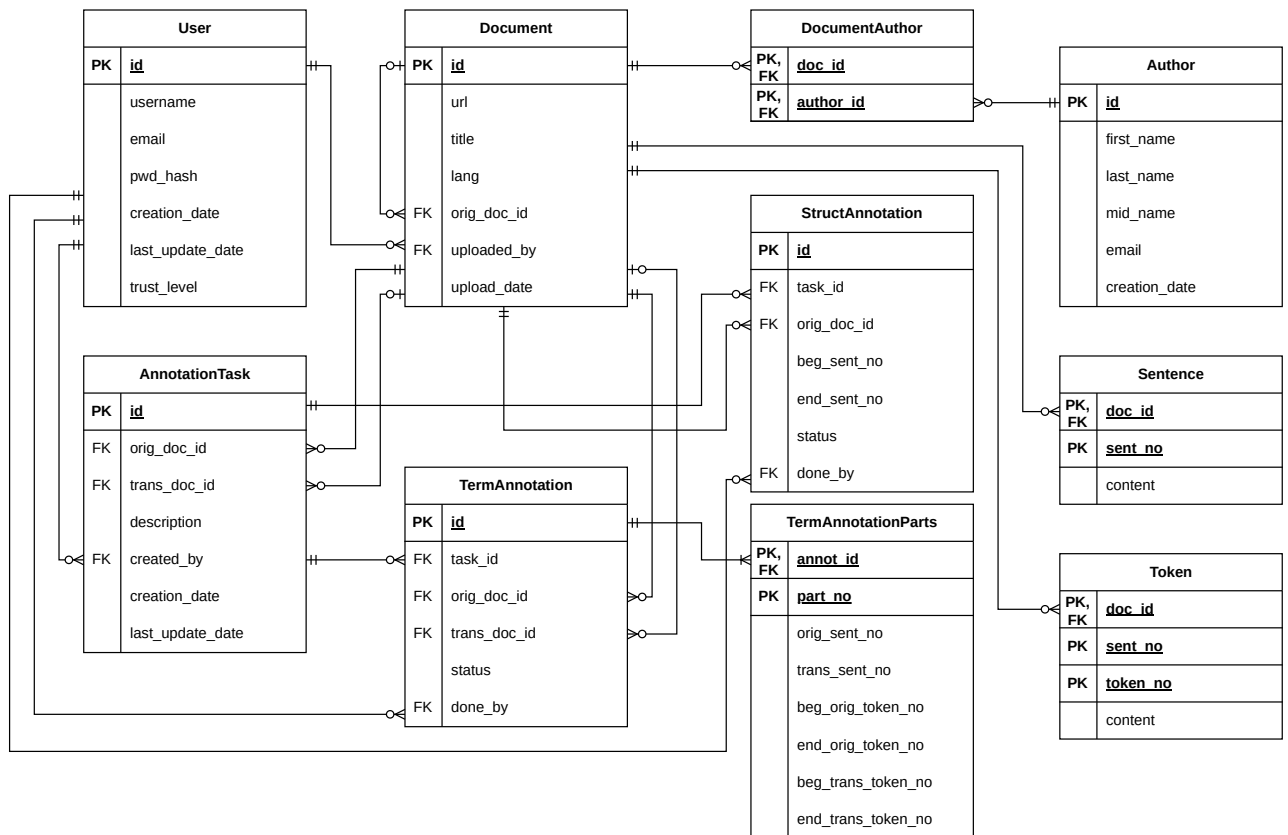 User
PK id
username
email
pwd_hash
creation_date
last_update_date
trust_level
Document
PK id
url
title
lang
FK orig_doc_id
FK uploaded_by
upload_date
DocumentAuthor
PK, FK doc_id
PK, FK author_id
Author
PK id
first_name
last_name
mid_name
email
creation_date
StructAnnotation
PK id
FK task_id
FK orig_doc_id
beg_sent_no
end_sent_no
status
FK done_by
AnnotationTask
PK id
FK orig_doc_id
FK trans_doc_id
description
FK created_by
creation_date
last_update_date
TermAnnotation
PK id
FK task_id
FK orig_doc_id
FK trans_doc_id
status
FK done_by
TermAnnotationParts
PK, FK annot_id
PK part_no
orig_sent_no
trans_sent_no
beg_orig_token_no
end_orig_token_no
beg_trans_token_no
end_trans_token_no
Sentence
PK, FK doc_id
PK sent_no
content
Token
PK, FK doc_id
PK sent_no
PK token_no
content